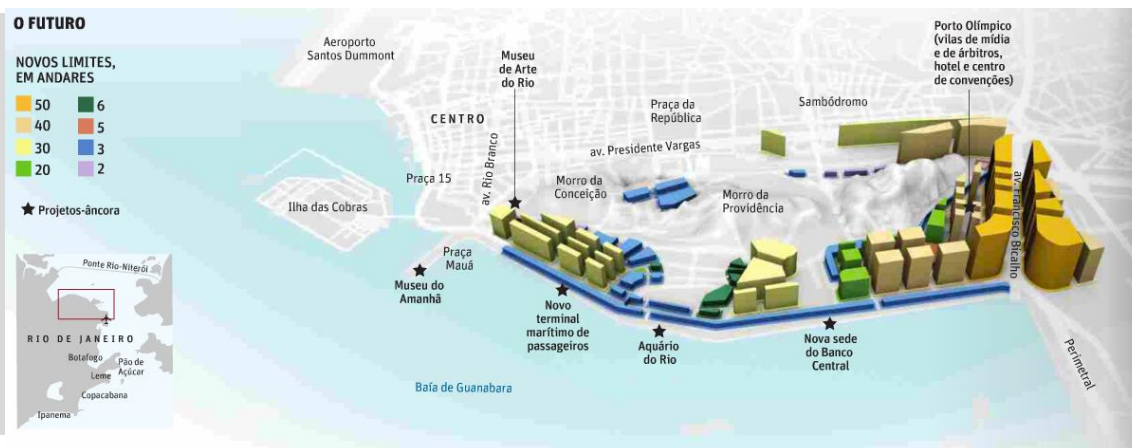 O FUTURO
NOVOS LIMITES,
EM ANDARES
50
40
30
20
6
5
3
2
Projetos-âncora
Ponte Rio-Niterói
RIO DE JANEIRO
Botafogo
Pão de
Açúcar
Leme
Copacabana
Ipanema
Aeroporto
Santos Dummont
Museu
de Arte
do Rio
CENTRO
av. Rio Branco
Praça da
República
Sambódromo
av. Presidente Vargas
Porto Olímpico
(vilas de mídia
e de árbitros,
hotel e centro
de convenções)
Praça 15
Ilha das Cobras
Morro da
Conceição
Morro da
Providência
av. Francisco Bicalho
Praça
Mauá
Museu do
Amanhã
Novo
terminal
marítimo de
passageiros
Aquário
do Rio
Nova sede
do Banco
Central
Perimetral
Baía de Guanabara